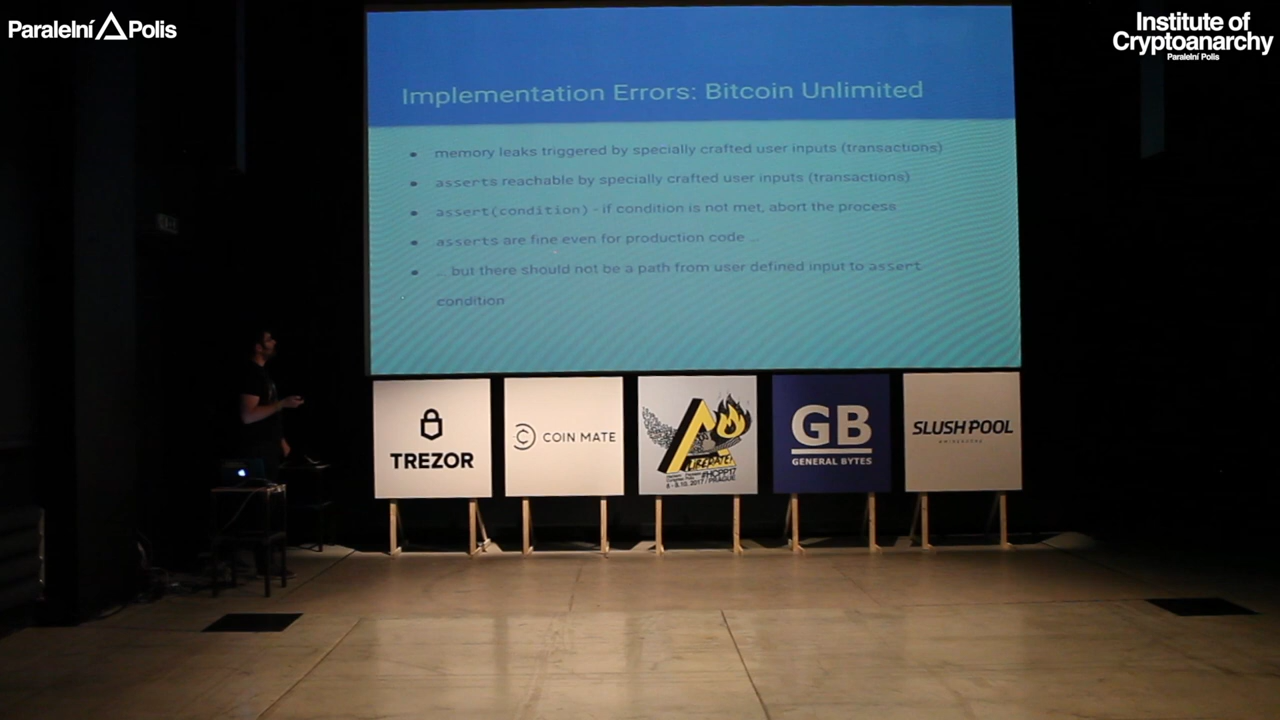 Paralelní Polis
Institute of
Cryptoanarchy
Paralelní Polis
Implementation Errors: Bitcoin Unlimited
• memory leaks triggered by specially crafted user inputs (transactions)
• asserts reachable by specially crafted user inputs (transactions)
• assert(condition) - if condition is not met, abort the process
• asserts are fine even for production code ...
• ... but there should not be a path from user defined input to assert
condition
TREZOR
COIN MATE
#HCPP17
2017 / PRAGUE
GB
GENERAL BYTES
SLUSH POOL